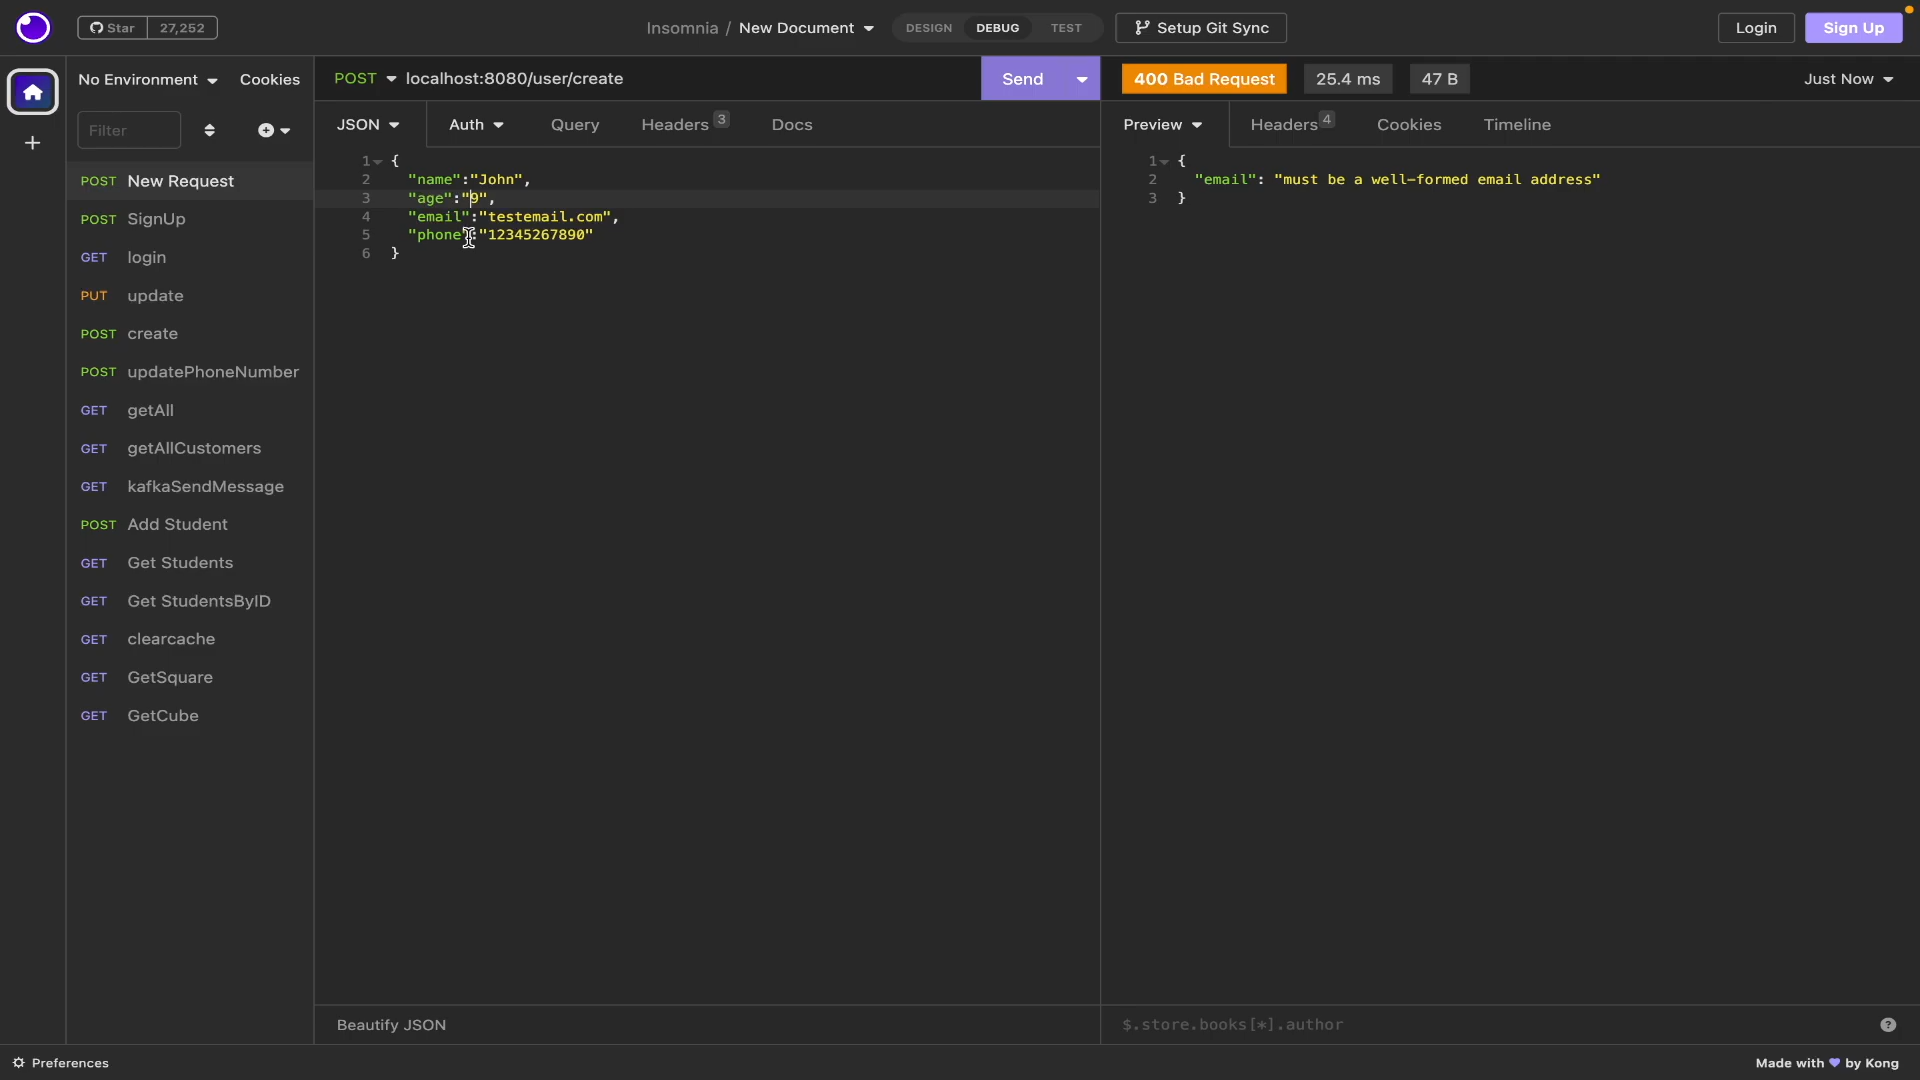 Star 27,252
Insomnia / New Document
DESIGN DEBUG TEST
Setup Git Sync
Login
Sign Up
No Environment
Cookies
Filter
POST New Request
POST SignUp
GET login
PUT update
POST create
POST updatePhoneNumber
GET getAll
GET getAllCustomers
GET kafkaSendMessage
POST Add Student
GET Get Students
GET Get StudentsByID
GET clearcache
GET GetSquare
GET GetCube
POST localhost:8080/user/create
Send
JSON Auth Query Headers 3 Docs
1 {
2 "name":"John",
3 "age":"9",
4 "email":"testemail.com",
5 "phone":"12345267890"
6 }
Beautify JSON
400 Bad Request 25.4 ms 47 B
Just Now
Preview Headers 4 Cookies Timeline
1 {
2 "email": "must be a well-formed email address"
3 }
$.store.books[*].author
?
Preferences
Made with ♥ by Kong